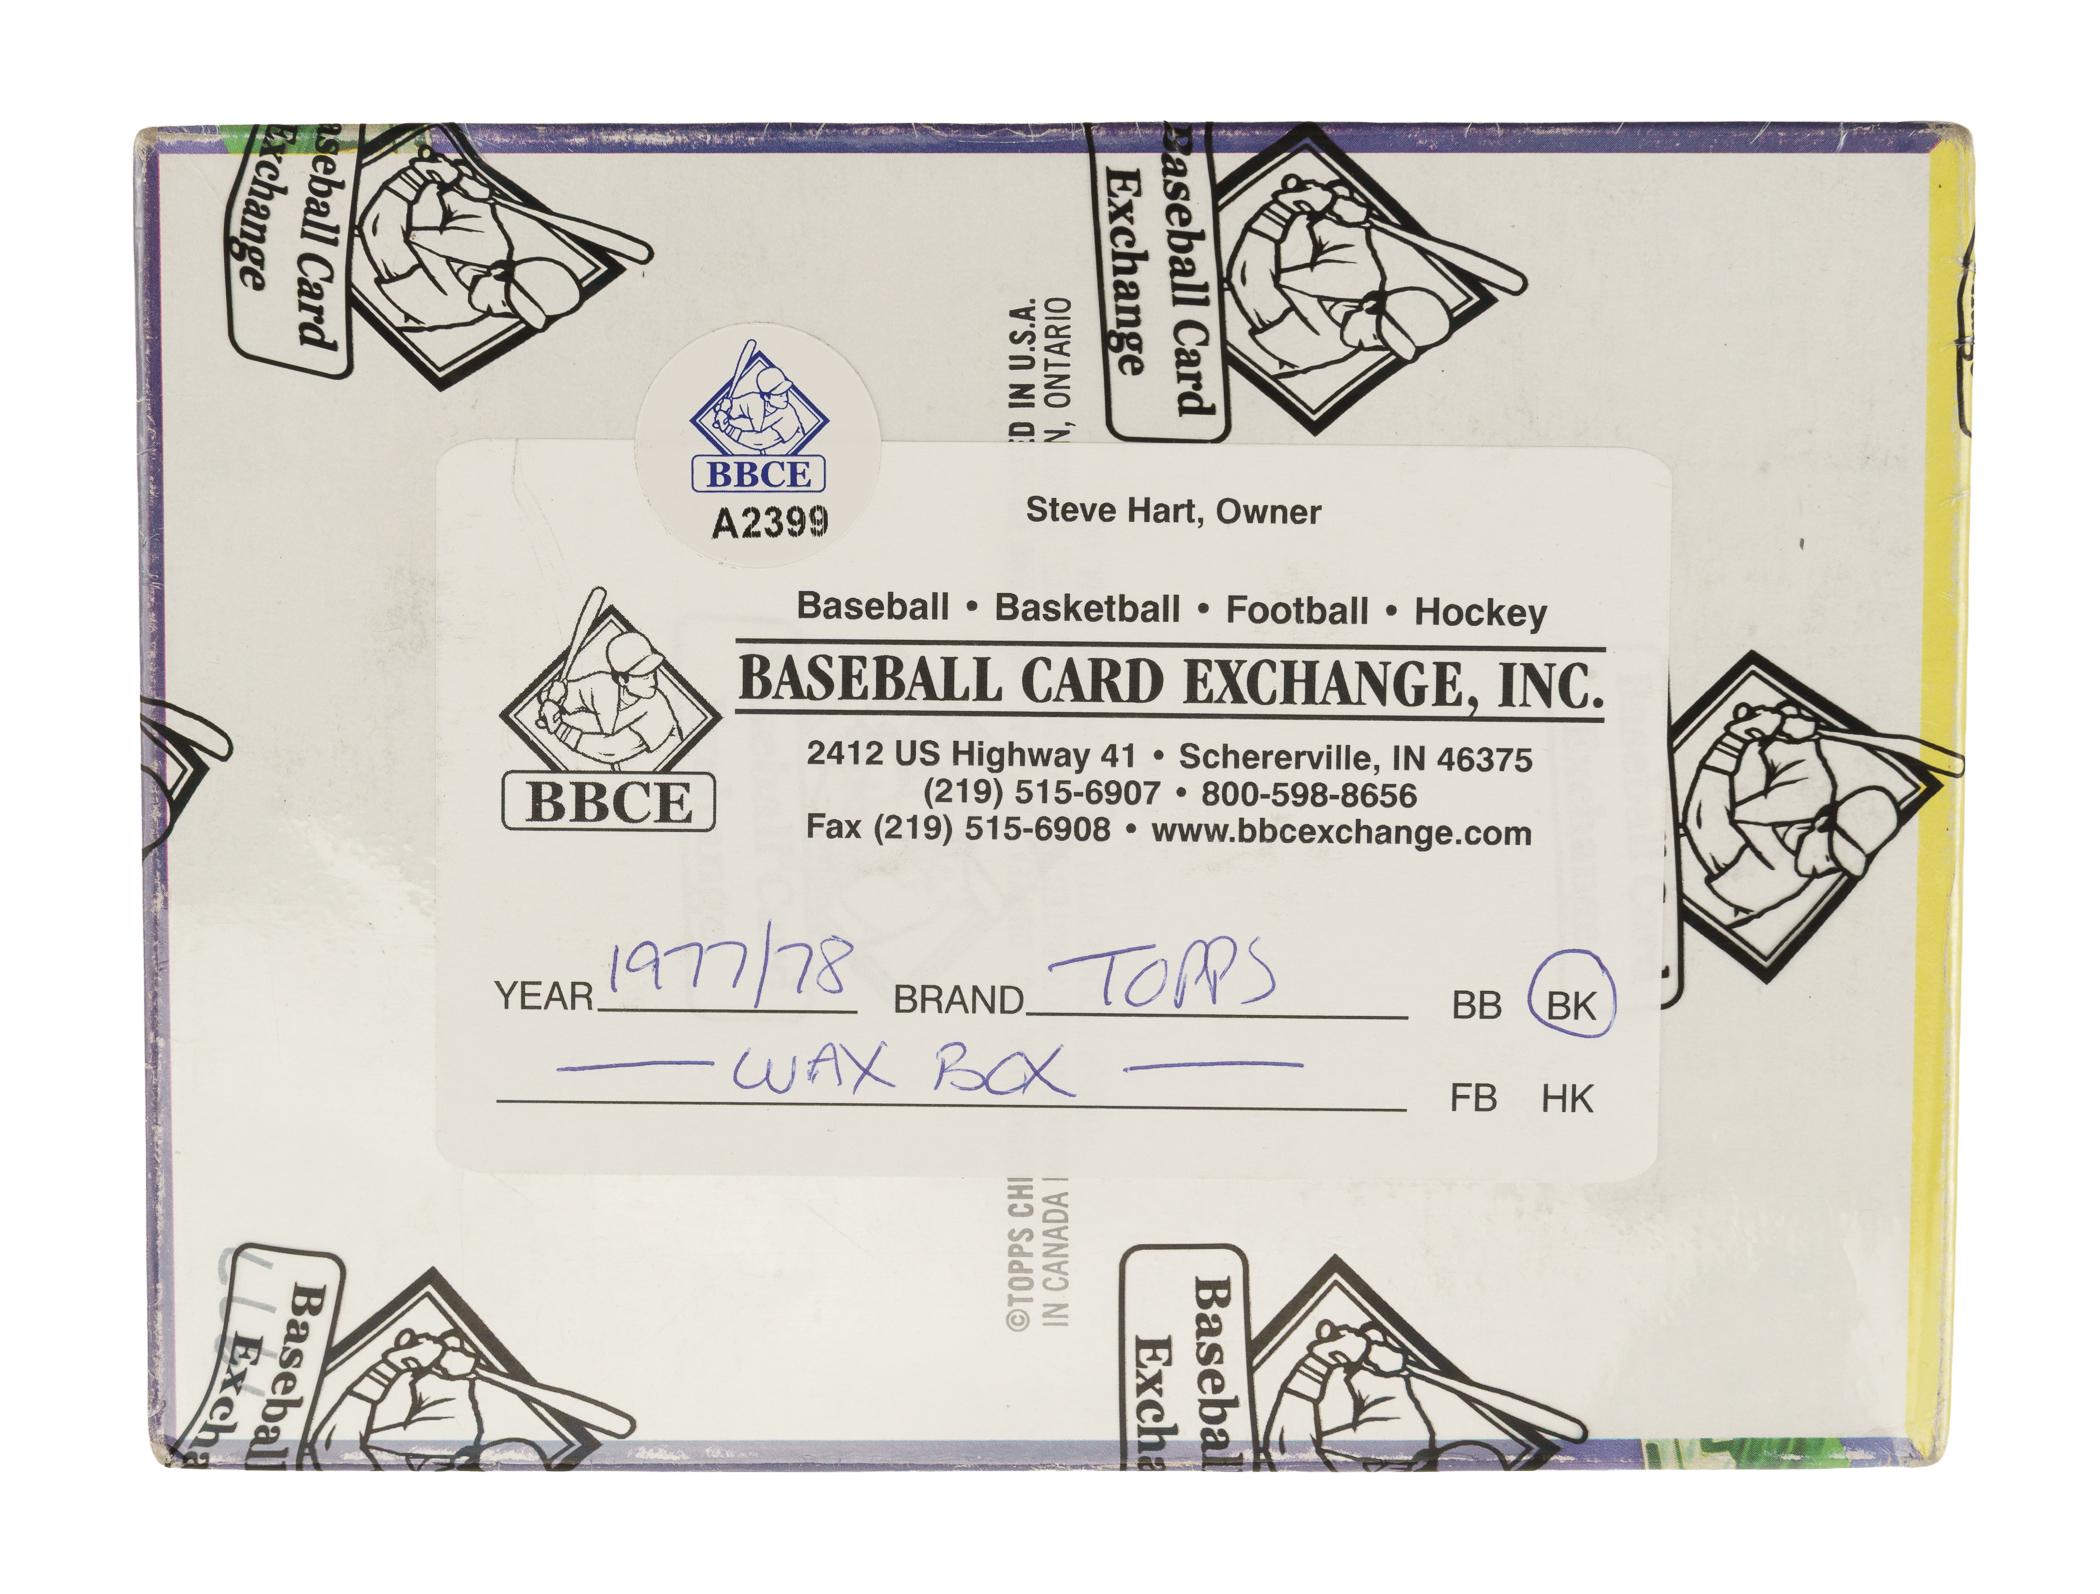 Baseball Card
Exchange
Baseball Card
Exchange
ED IN U.S.A.
N, ONTARIO
BBCE
A2399
Steve Hart, Owner
Baseball • Basketball • Football • Hockey
BASEBALL CARD EXCHANGE, INC.
BBCE
2412 US Highway 41 • Schererville, IN 46375
(219) 515-6907 • 800-598-8656
Fax (219) 515-6908 • www.bbcexchange.com
YEAR 1977/78 BRAND TOPPS BB BK
— WAX BOX — FB HK
©TOPPS CHI
IN CANADA
Baseball
Excha
Basebal
Excha